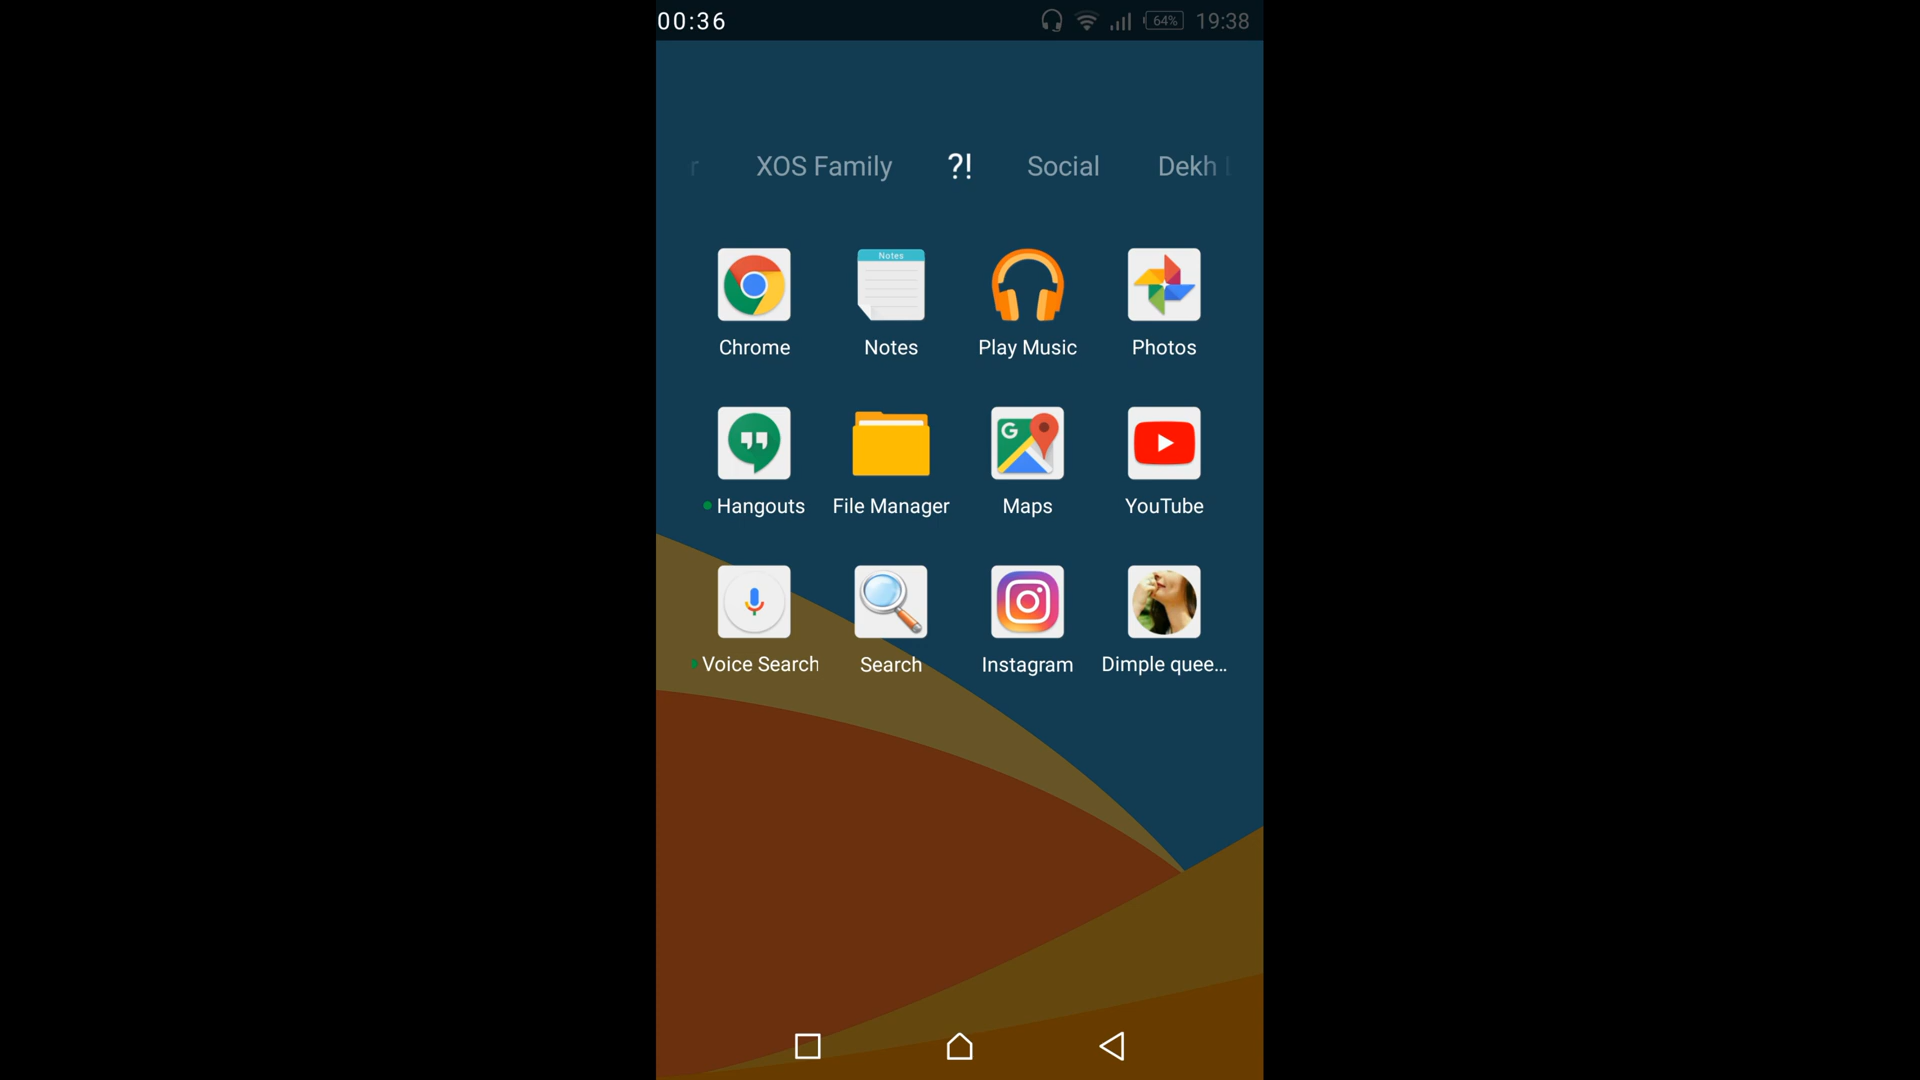 00:36 64% 19:38
r XOS Family ?! Social Dekh
Notes
Chrome Notes Play Music Photos
G
Hangouts File Manager Maps YouTube
Voice Search Search Instagram Dimple quee...